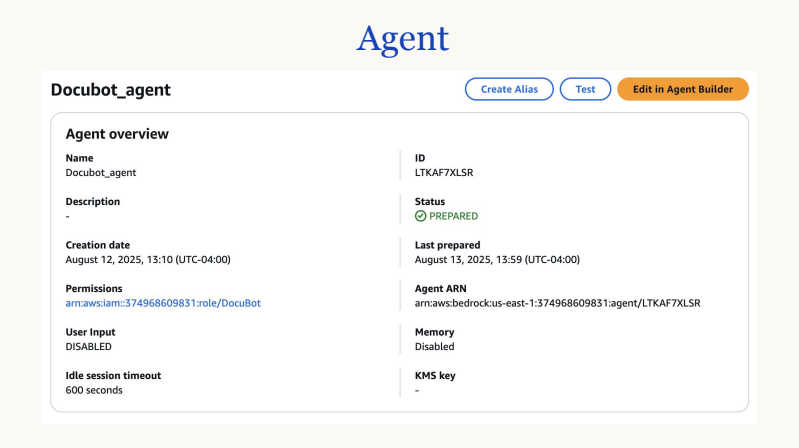 Agent
Docubot_agent
Create Alias
Test
Edit in Agent Builder
Agent overview
Name
Docubot_agent
ID
LTKAF7XLSR
Description
-
Status
PREPARED
Creation date
August 12, 2025, 13:10 (UTC-04:00)
Last prepared
August 13, 2025, 13:59 (UTC-04:00)
Permissions
arn:aws:iam::374968609831:role/DocuBot
Agent ARN
arn:aws:bedrock:us-east-1:374968609831:agent/LTKAF7XLSR
User Input
DISABLED
Memory
Disabled
Idle session timeout
600 seconds
KMS key
-